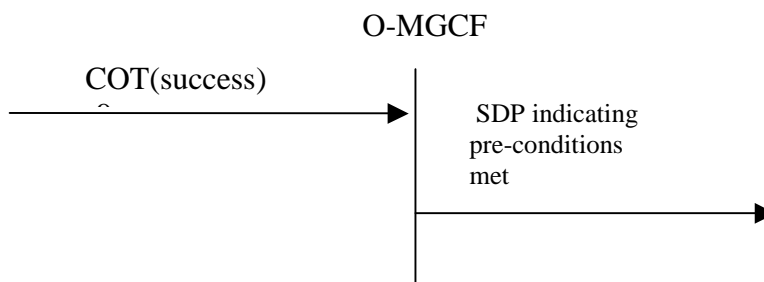 O-MGCF
COT(success)
SDP indicating
pre-conditions
met